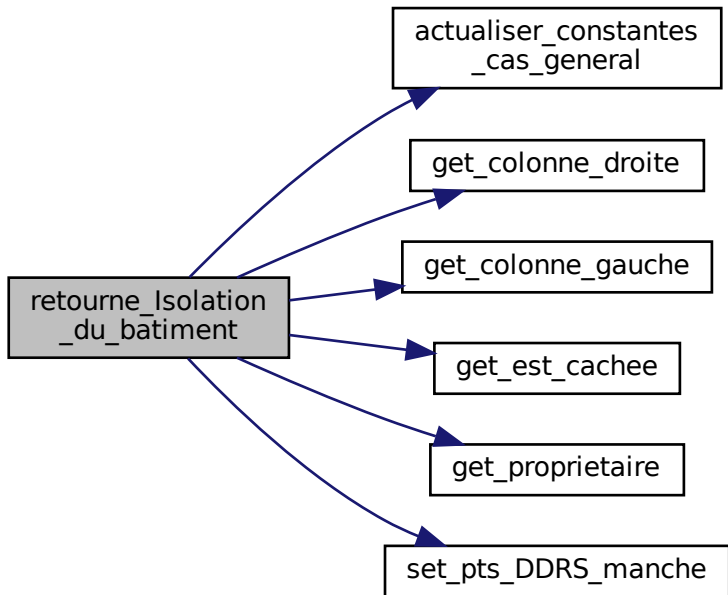 actualiser_constantes
_cas_general
get_colonne_droite
get_colonne_gauche
retourne_Isolation
_du_batiment
get_est_cachee
get_proprietaire
set_pts_DDRS_manche